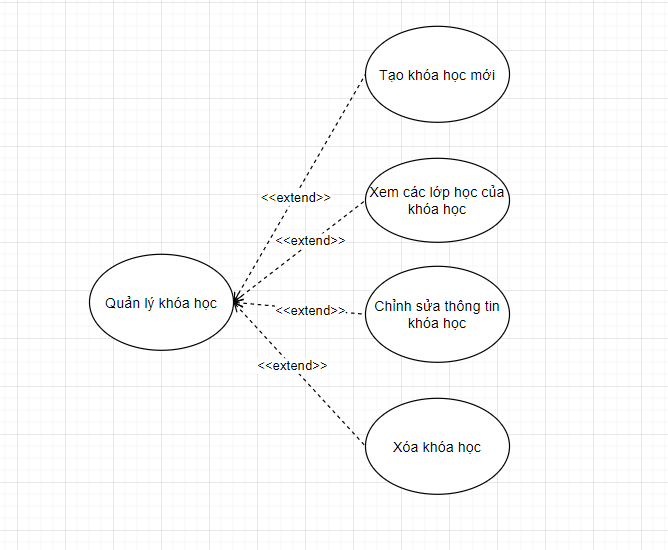 Tạo khóa học mới
<<extend>>
Xem các lớp học của
khóa học
<<extend>>
Quản lý khóa học
<<extend>>
Chỉnh sửa thông tin
khóa học
<<extend>>
Xóa khóa học